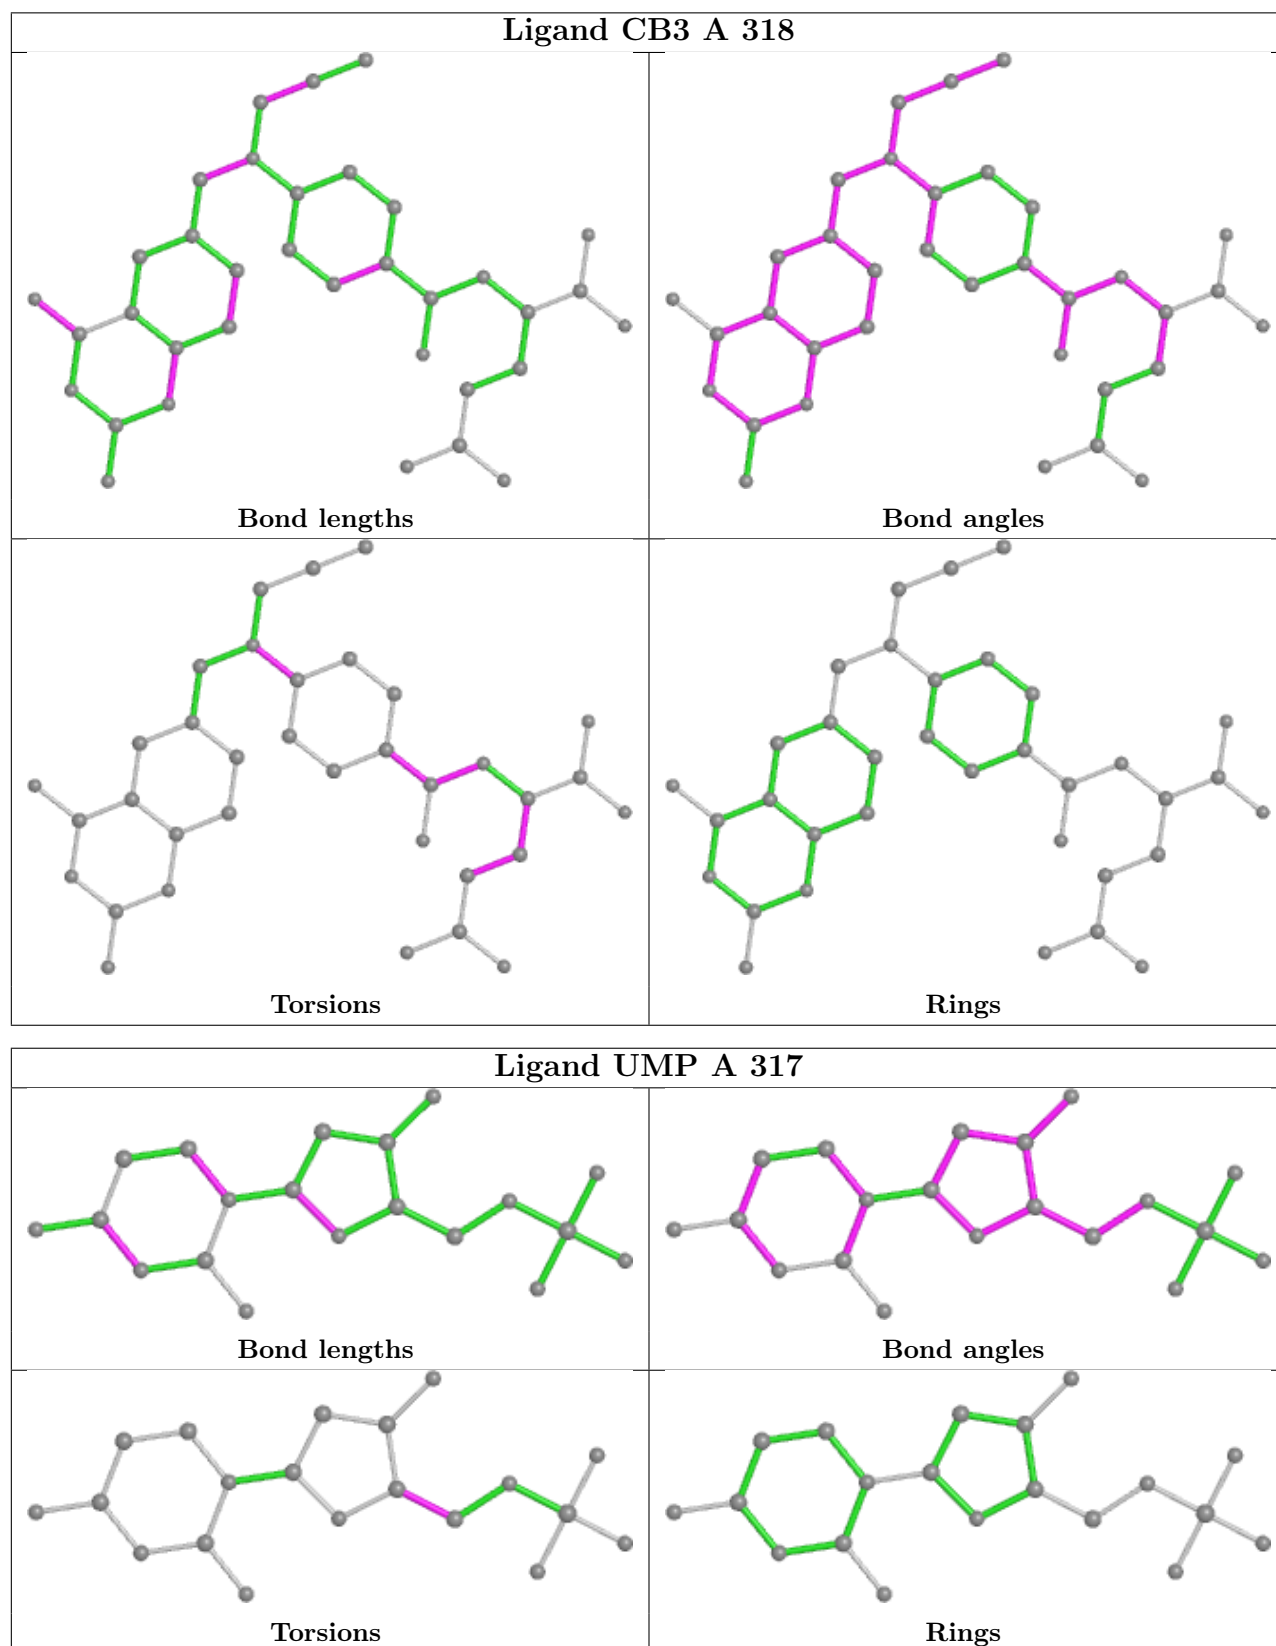 Ligand CB3 A 318
Bond lengths
Bond angles
Torsions
Rings
Ligand UMP A 317
Bond lengths
Bond angles
Torsions
Rings